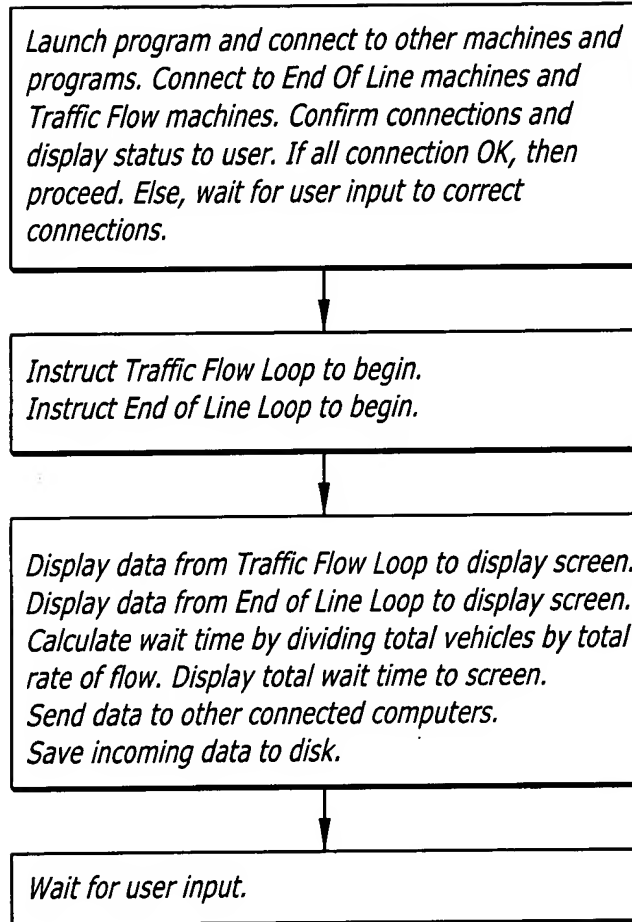 Launch program and connect to other machines and
programs. Connect to End Of Line machines and
Traffic Flow machines. Confirm connections and
display status to user. If all connection OK, then
proceed. Else, wait for user input to correct
connections.
Instruct Traffic Flow Loop to begin.
Instruct End of Line Loop to begin.
Display data from Traffic Flow Loop to display screen.
Display data from End of Line Loop to display screen.
Calculate wait time by dividing total vehicles by total
rate of flow. Display total wait time to screen.
Send data to other connected computers.
Save incoming data to disk.
Wait for user input.